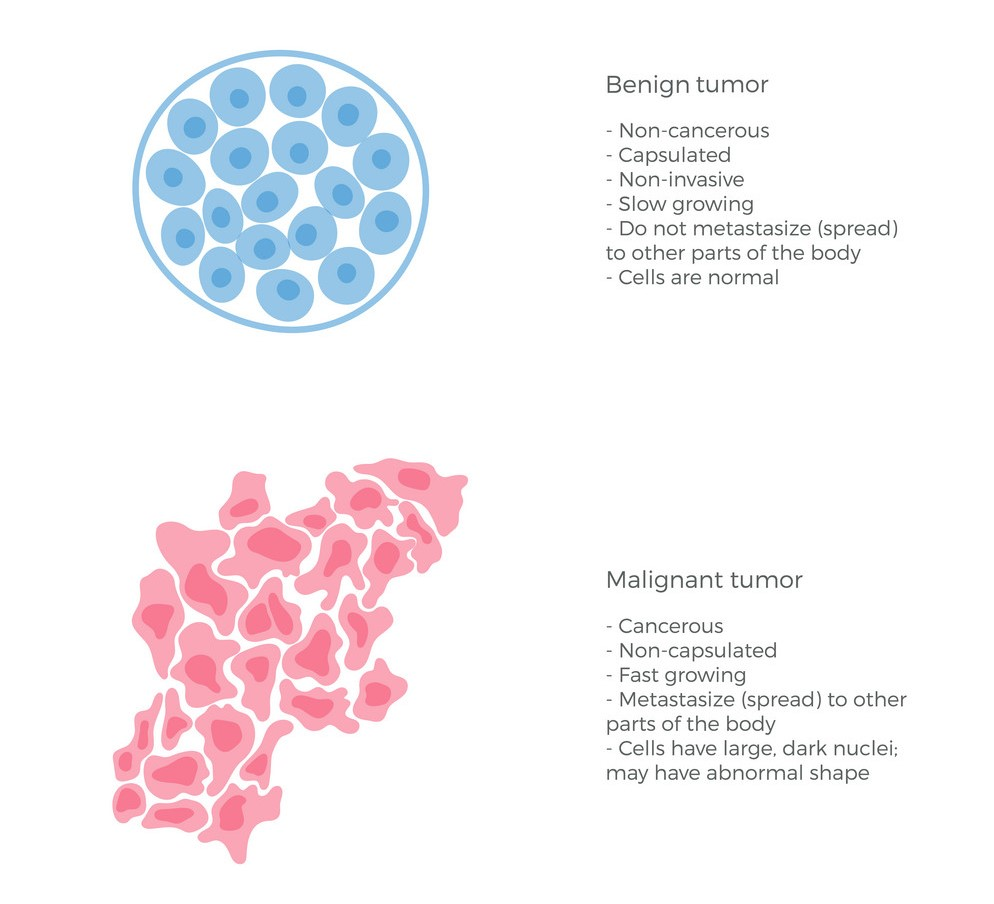 Benign tumor
- Non-cancerous
- Capsulated
- Non-invasive
- Slow growing
- Do not metastasize (spread)
to other parts of the body
- Cells are normal
Malignant tumor
- Cancerous
- Non-capsulated
- Fast growing
- Metastasize (spread) to other
parts of the body
- Cells have large, dark nuclei;
may have abnormal shape